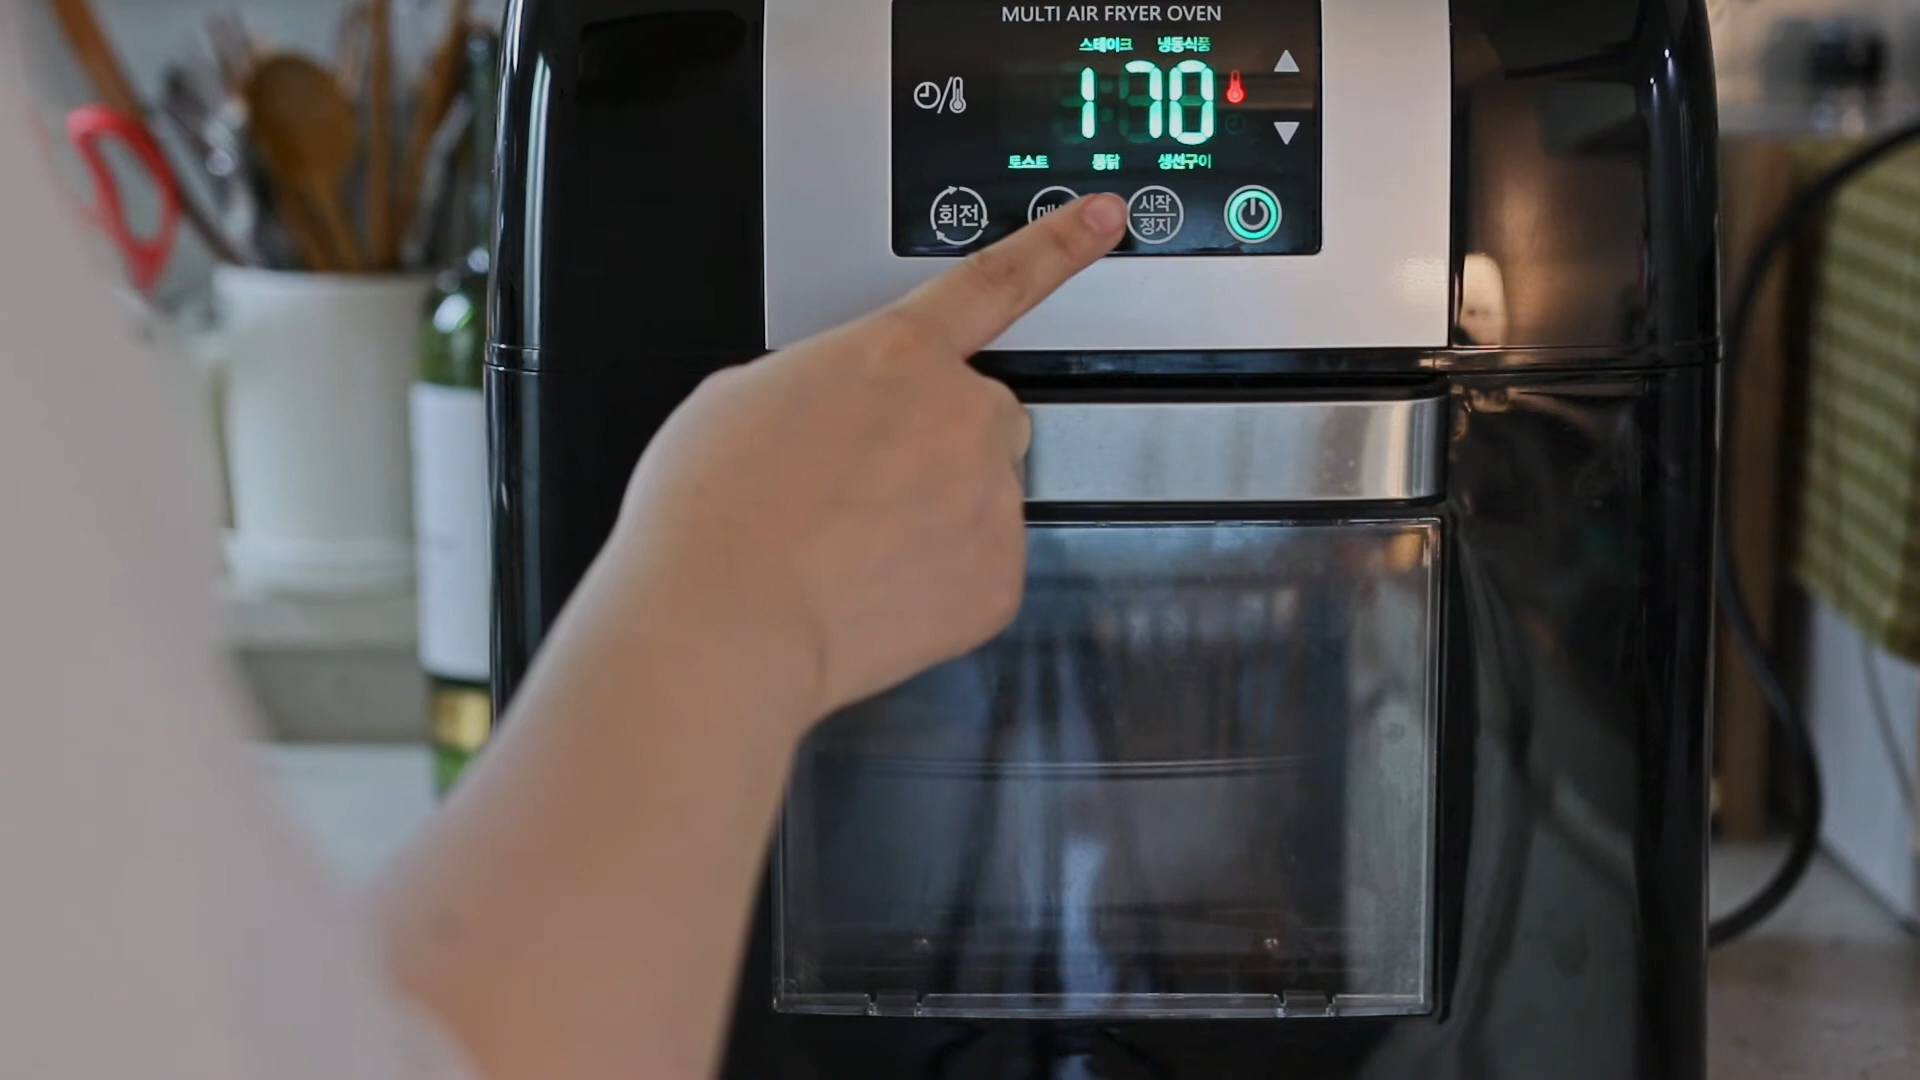 MULTI AIR FRYER OVEN
스테이크 냉동식품
170
토스트 통닭 생선구이
회전 시작
정지